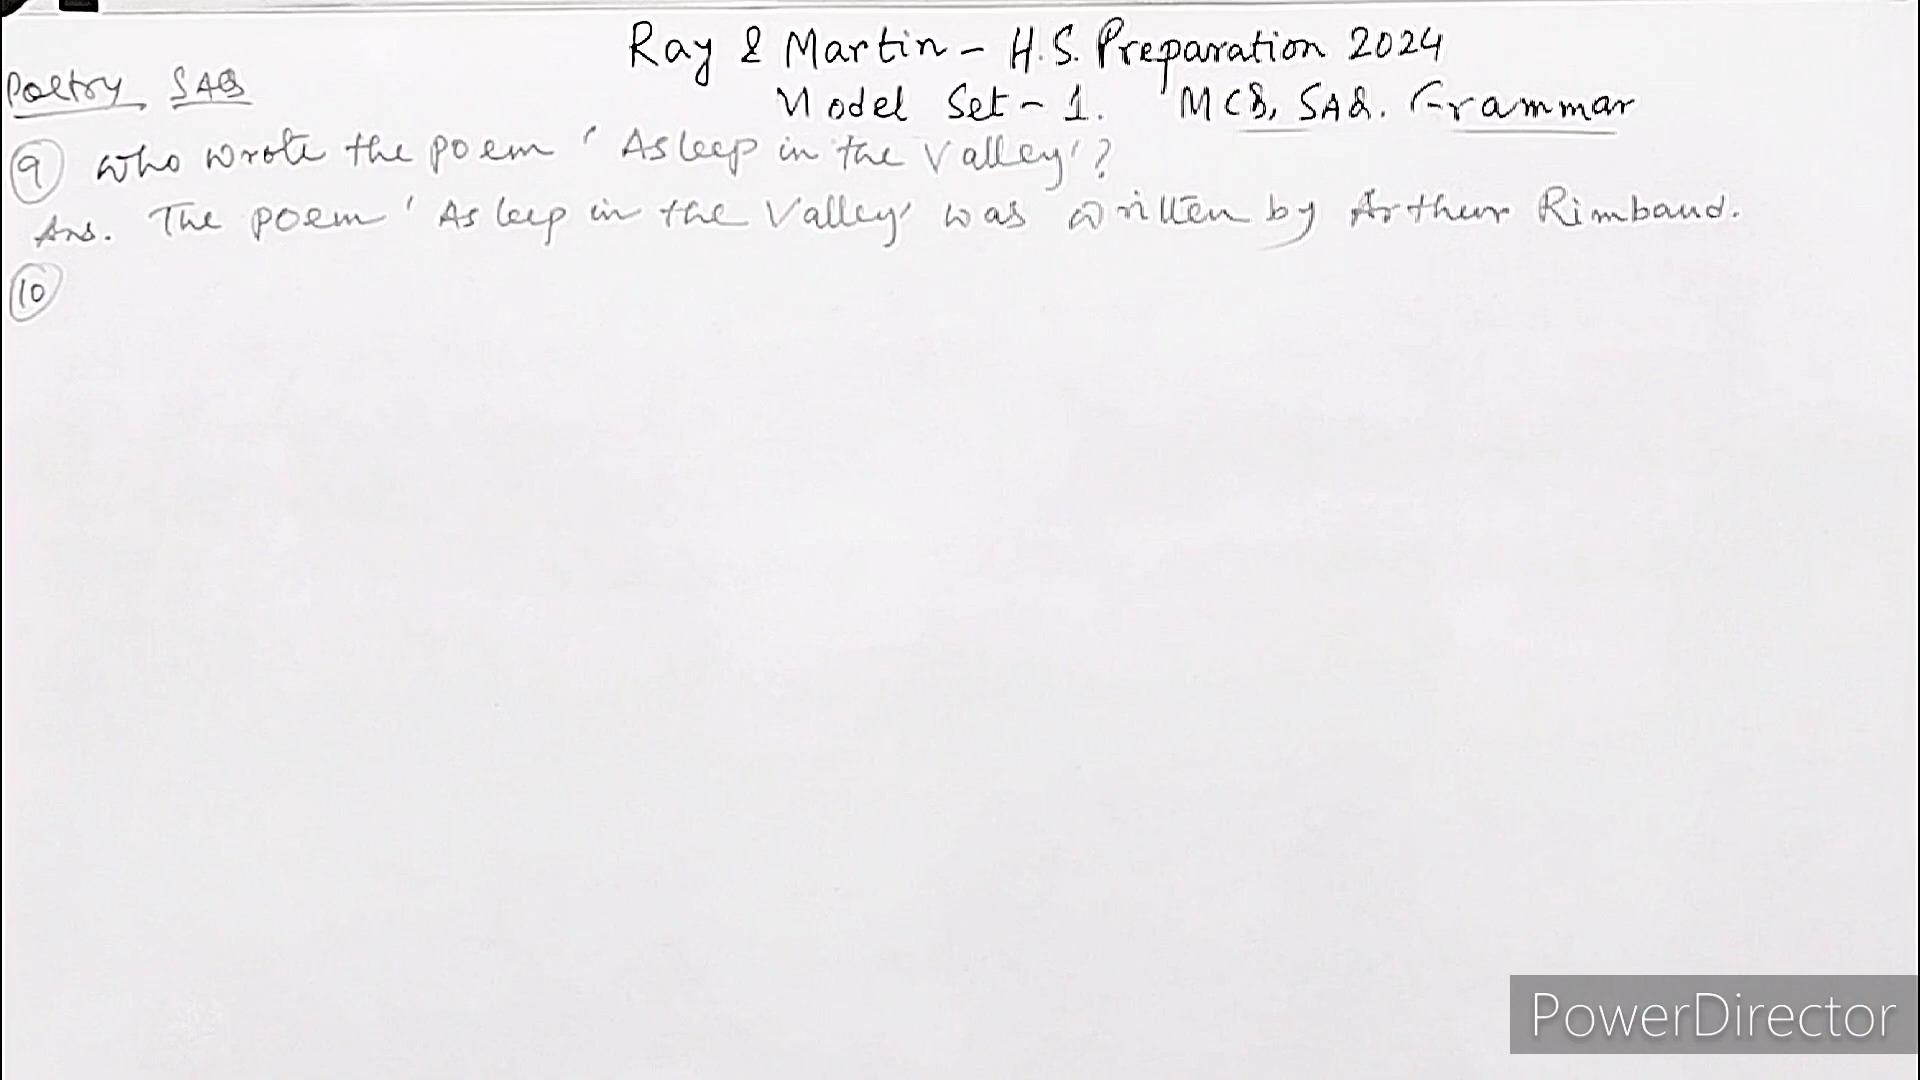 Ray & Martin - H.S. Preparation 2024
Model Set - 1. MCQ, SAQ. Grammar
Poetry SAQ
9 Who wrote the poem 'Asleep in the Valley'?
Ans. The poem 'Asleep in the Valley' was written by Arthur Rimbaud.
10
PowerDirector